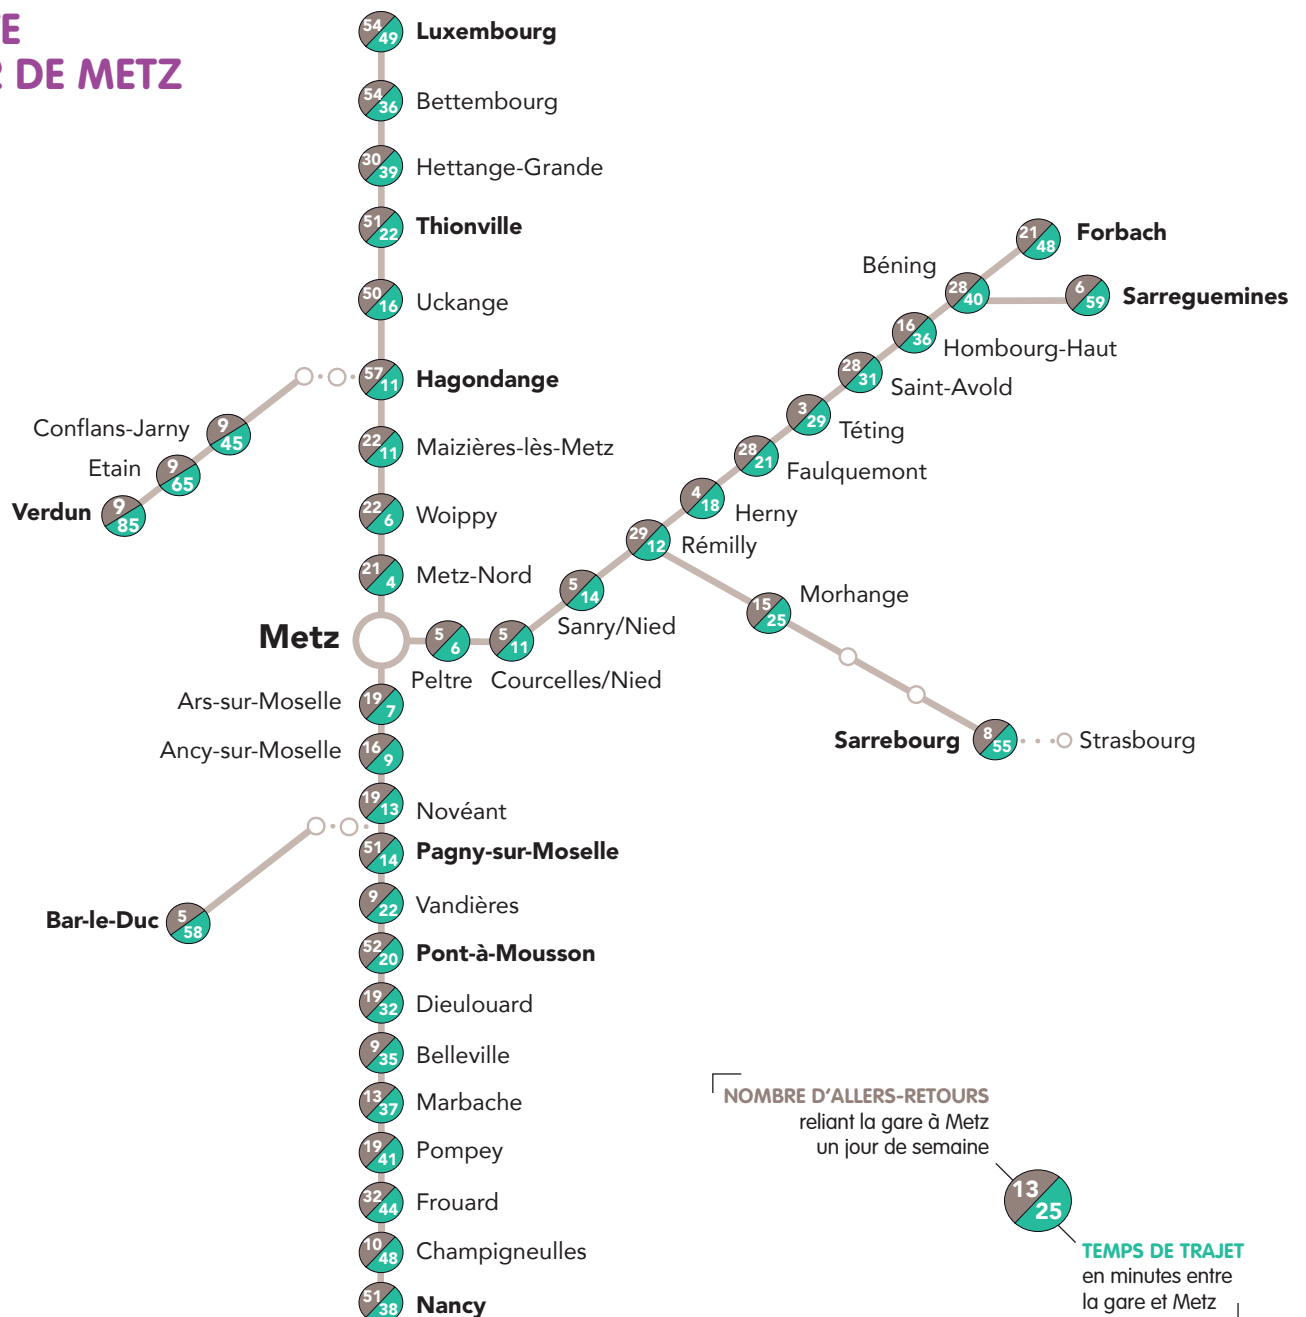 TE
R DE METZ
54
49
Luxembourg
54
36
Bettembourg
30
39
Hettange-Grande
51
22
Thionville
50
16
Uckange
57
11
Hagondange
22
11
Maizières-lès-Metz
22
6
Woippy
21
4
Metz-Nord
Metz
Conflans-Jarny
9
45
Etain
9
65
Verdun
9
85
21
48
Forbach
Béning
28
40
6
59
Sarreguemines
16
36
Hombourg-Haut
28
31
Saint-Avold
3
29
Téting
28
21
Faulquemont
4
18
Herny
29
12
Rémilly
5
14
Sanry/Nied
5
11
Courcelles/Nied
5
6
Peltre
15
25
Morhange
Sarrebourg
8
55
Strasbourg
Ars-sur-Moselle
19
7
Ancy-sur-Moselle
16
9
19
13
Novéant
51
14
Pagny-sur-Moselle
Bar-le-Duc
5
58
9
22
Vandières
52
20
Pont-à-Mousson
19
32
Dieulouard
9
35
Belleville
13
37
Marbache
19
41
Pompey
32
44
Frouard
10
48
Champigneulles
51
38
Nancy
NOMBRE D'ALLERS-RETOURS
reliant la gare à Metz
un jour de semaine
13
25
TEMPS DE TRAJET
en minutes entre
la gare et Metz